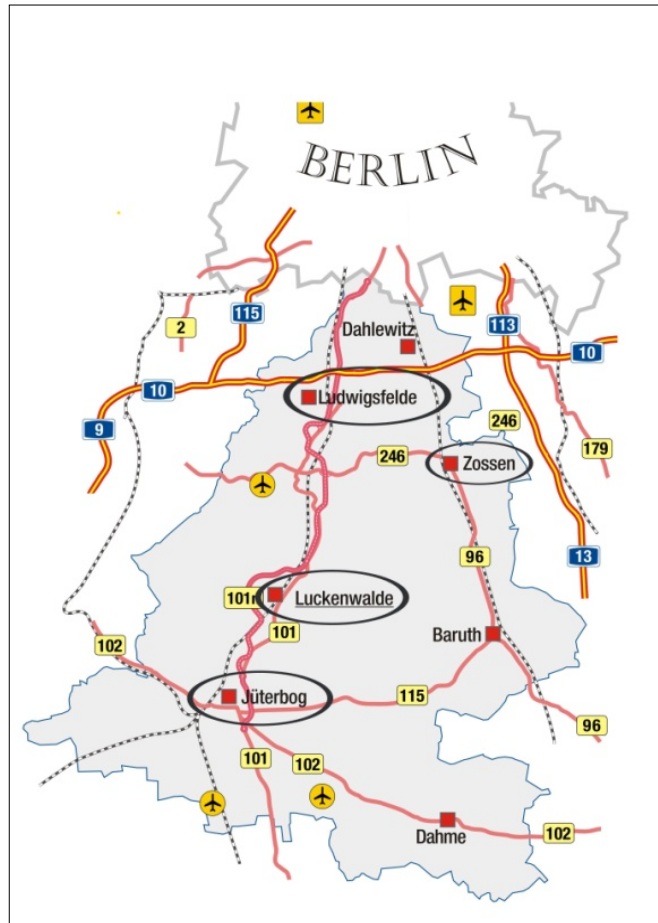 BERLIN
2
115
113
Dahlewitz
10
10
9
Ludwigsfelde
246
246
Zossen
179
96
13
101n
Luckenwalde
101
102
Baruth
Jüterbog
115
96
101
102
Dahme
102